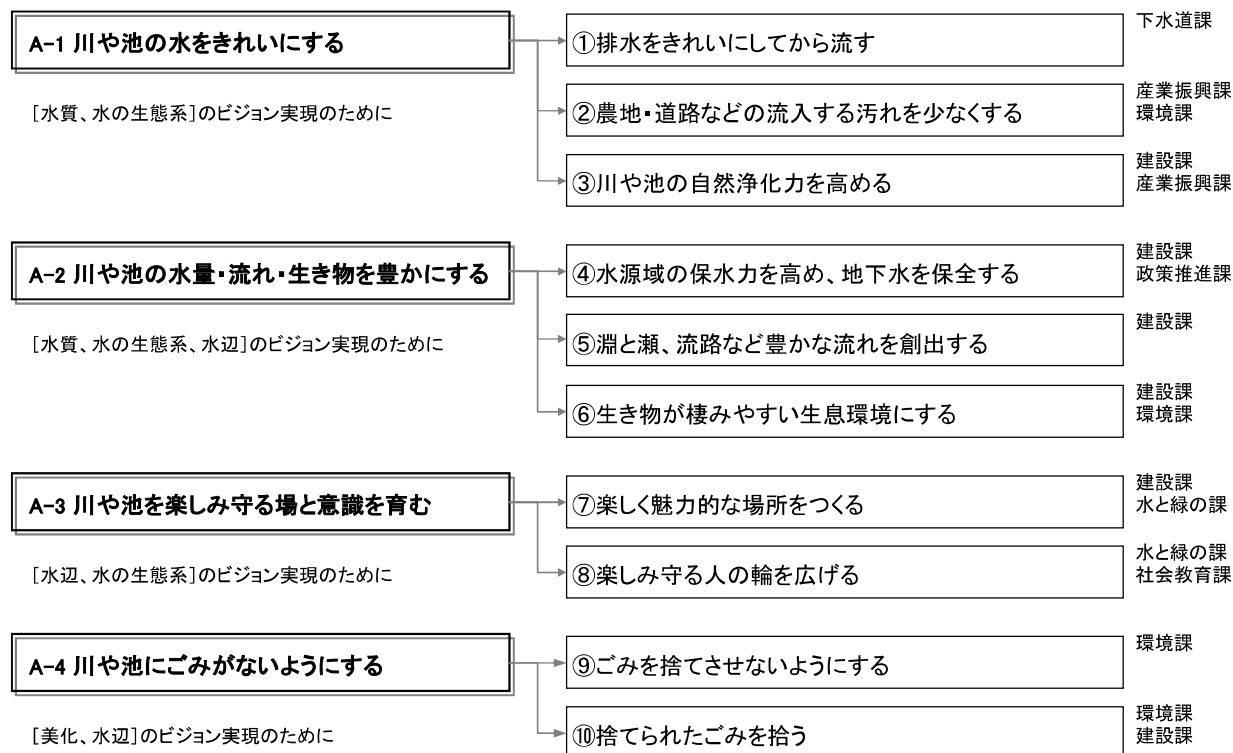 A-1 川や池の水をきれいにする
[水質、水の生態系]のビジョン実現のために
①排水をきれいにしてから流す
下水道課
②農地・道路などの流入する汚れを少なくする
産業振興課
環境課
③川や池の自然浄化力を高める
建設課
産業振興課
A-2 川や池の水量・流れ・生き物を豊かにする
[水質、水の生態系、水辺]のビジョン実現のために
④水源域の保水力を高め、地下水を保全する
建設課
政策推進課
⑤淵と瀬、流路など豊かな流れを創出する
建設課
⑥生き物が棲みやすい生息環境にする
建設課
環境課
A-3 川や池を楽しみ守る場と意識を育む
[水辺、水の生態系]のビジョン実現のために
⑦楽しく魅力的な場所をつくる
建設課
水と緑の課
⑧楽しみ守る人の輪を広げる
水と緑の課
社会教育課
A-4 川や池にごみがないようにする
[美化、水辺]のビジョン実現のために
⑨ごみを捨てさせないようにする
環境課
⑩捨てられたごみを拾う
環境課
建設課